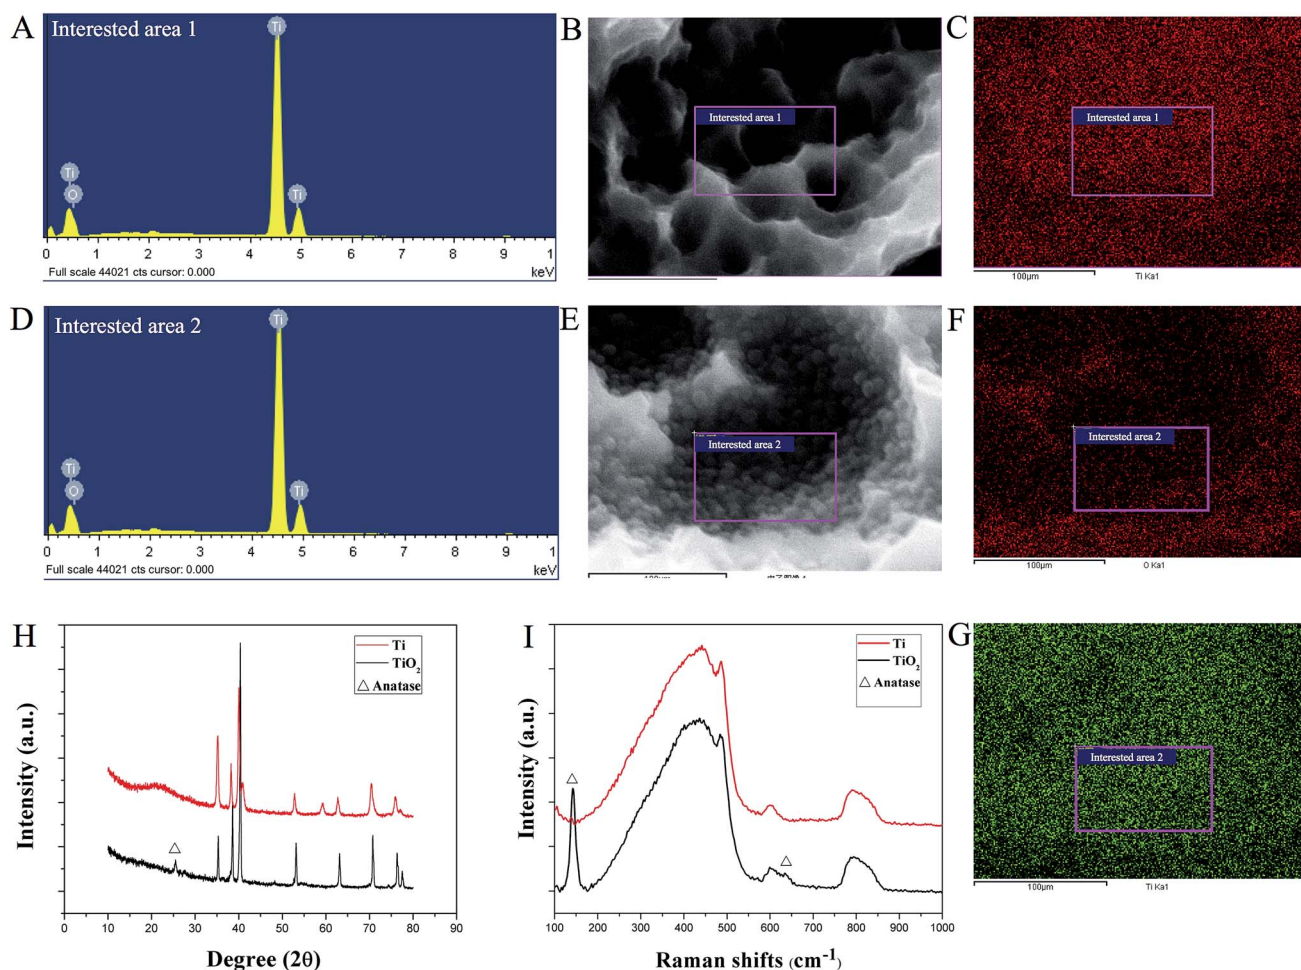 A
Interested area 1
Ti
Ti
O
Ti
0 1 2 3 4 5 6 7 8 9 1
Full scale 44021 cts cursor: 0.000
keV
B
Interested area 1
C
Interested area 1
100μm
Ti Ka1
D
Interested area 2
Ti
Ti
O
Ti
0 1 2 3 4 5 6 7 8 9 1
Full scale 44021 cts cursor: 0.000
keV
E
Interested area 2
F
Interested area 2
100μm
O Ka1
H
Ti
TiO2
△ Anatase
△
Intensity (a.u.)
0 10 20 30 40 50 60 70 80 90
Degree (2θ)
I
Ti
TiO2
△ Anatase
△
△
Intensity (a.u.)
100 200 300 400 500 600 700 800 900 1000
Raman shifts (cm-1)
G
Interested area 2
100μm
Ti Ka1